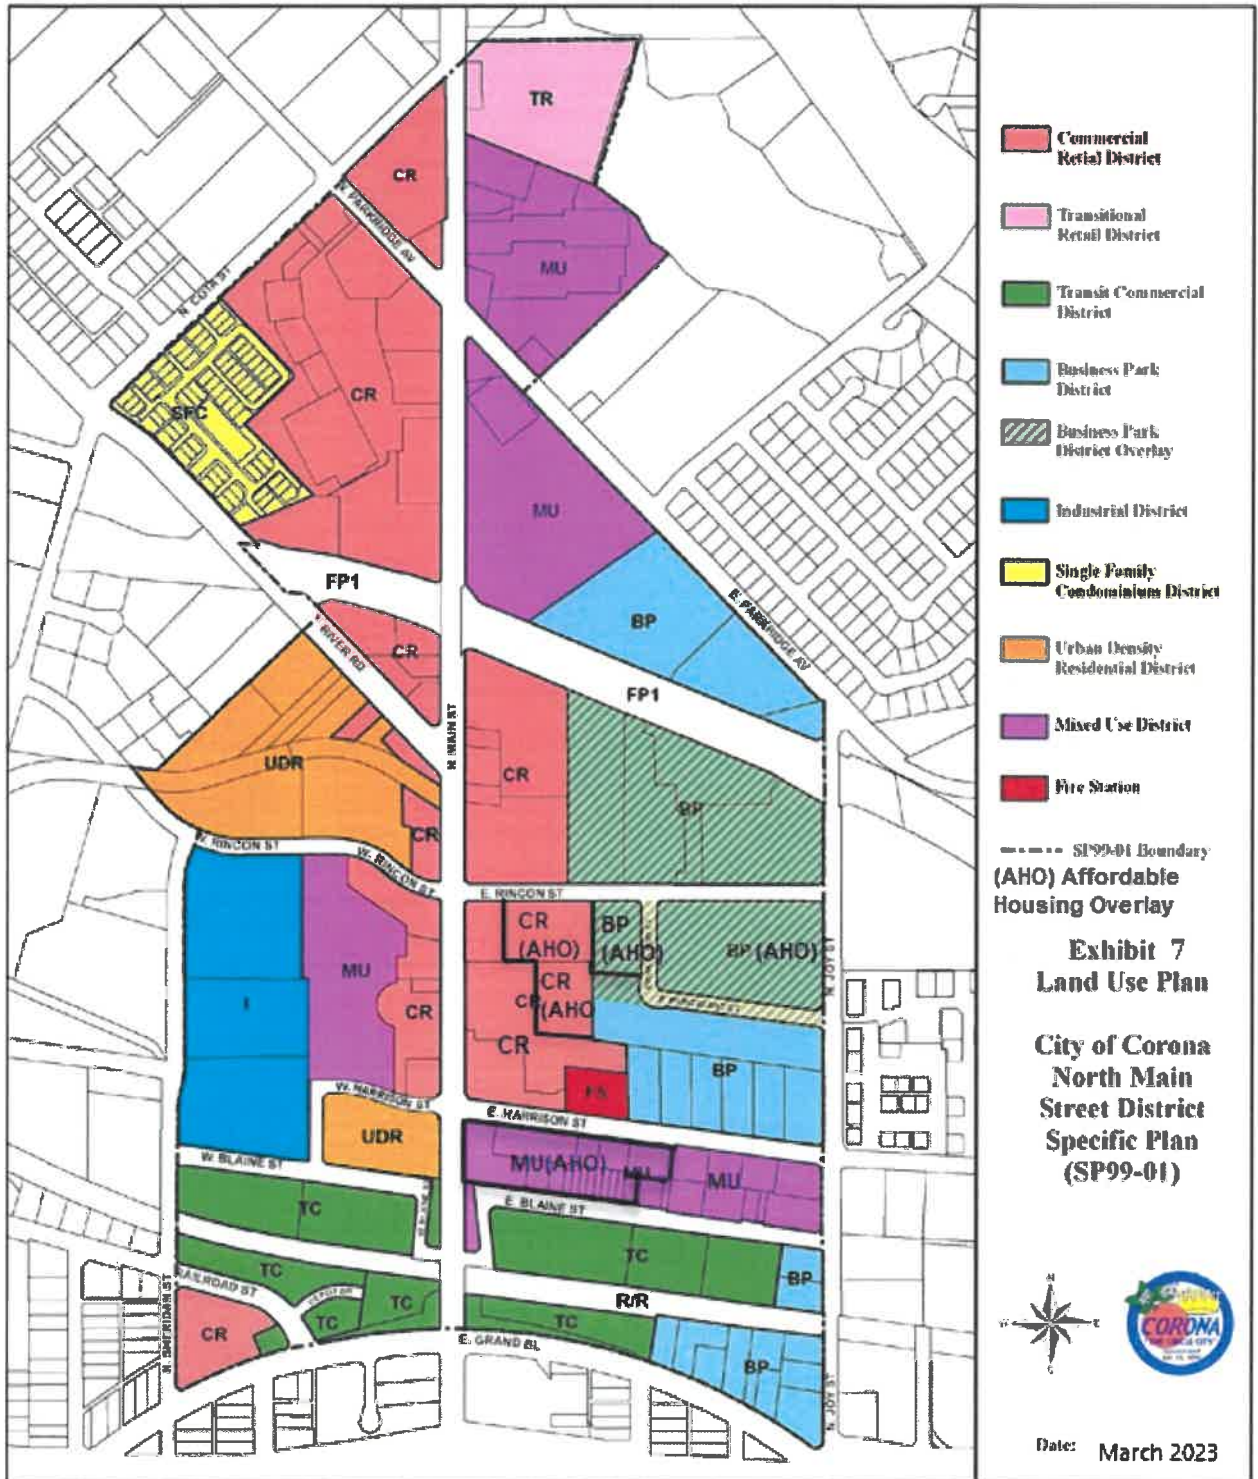 TR
CR
N. PARKRIDGE AV
MU
N. COTA ST
CR
SFC
MU
FP1
E. PARKRIDGE AV
BP
CR
RIVER RD
FP1
N MAIN ST
UDR
CR
BP
CR
W. RINCON ST
W. RINCON ST
E. RINCON ST
CR
(AHO)
BP
(AHO)
BP (AHO)
N. JOY ST
CR
(AHO
MU
I
CR
CR
BP
FS
W. HARRISON ST
E. HARRISON ST
UDR
MU(AHO)
MU
MU
W. BLAINE ST
E. BLAINE ST
TC
TC
TC
BP
RAILROAD ST
TC
R/R
TC
TC
CR
E. GRAND BL
BP
N. SHERIDAN ST
N. JOY ST
Commercial
Retial District
Transitional
Retail District
Transit Commercial
District
Business Park
District
Business Park
District Overlay
Industrial District
Single Family
Condominium District
Urban Density
Residential District
Mixed Use District
Fire Station
SP99-01 Boundary
(AHO) Affordable
Housing Overlay
Exhibit 7
Land Use Plan
City of Corona
North Main
Street District
Specific Plan
(SP99-01)
N
E
S
CORONA
Date: March 2023